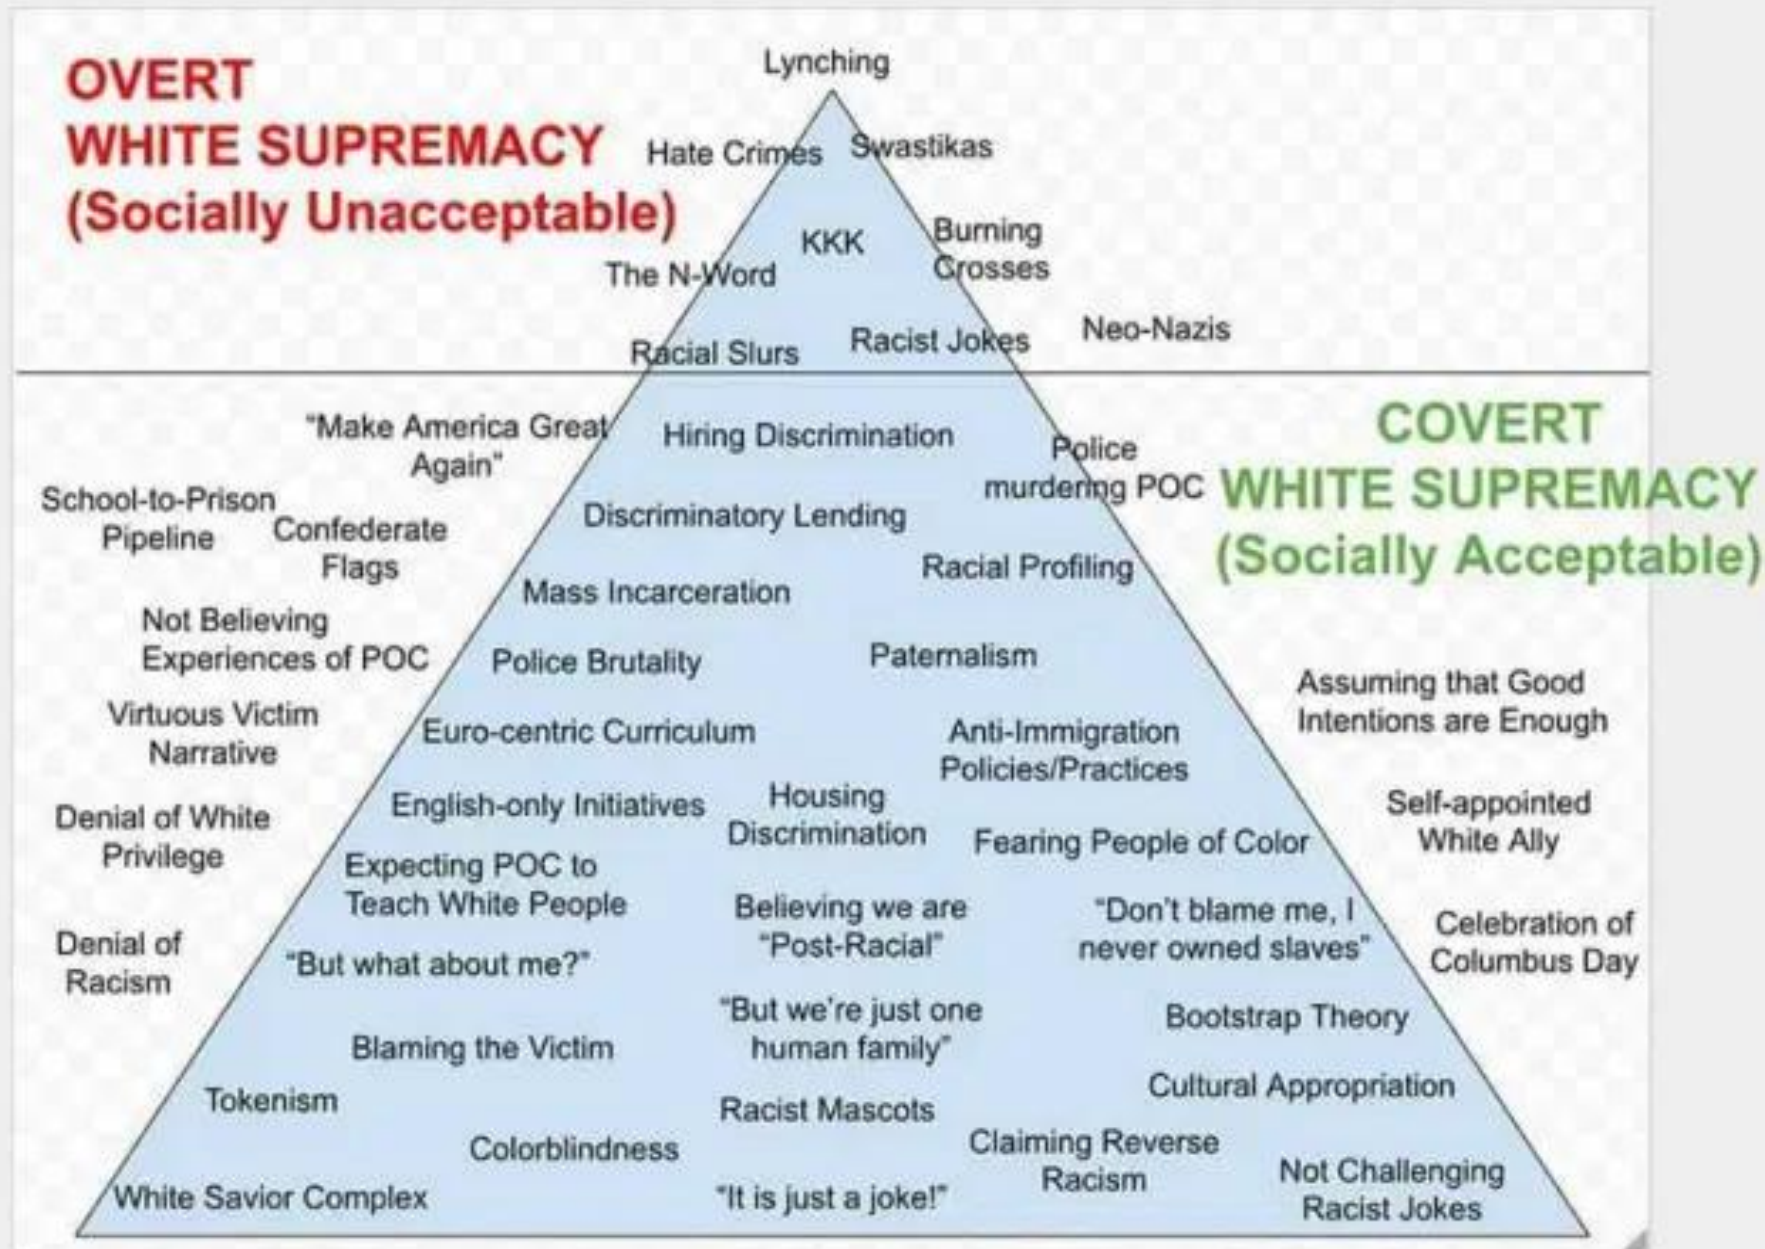 Lynching
OVERT
WHITE SUPREMACY
(Socially Unacceptable)
Hate Crimes
Swastikas
KKK
Burning
Crosses
The N-Word
Racial Slurs
Racist Jokes
Neo-Nazis
COVERT
WHITE SUPREMACY
(Socially Acceptable)
“Make America Great
Again”
Hiring Discrimination
Police
murdering POC
School-to-Prison
Pipeline
Confederate
Flags
Discriminatory Lending
Racial Profiling
Mass Incarceration
Not Believing
Experiences of POC
Police Brutality
Paternalism
Assuming that Good
Intentions are Enough
Virtuous Victim
Narrative
Euro-centric Curriculum
Anti-Immigration
Policies/Practices
Denial of White
Privilege
English-only Initiatives
Housing
Discrimination
Fearing People of Color
Self-appointed
White Ally
Expecting POC to
Teach White People
Believing we are
“Post-Racial”
“Don’t blame me, I
never owned slaves”
Celebration of
Columbus Day
Denial of
Racism
“But what about me?”
“But we’re just one
human family”
Bootstrap Theory
Blaming the Victim
Tokenism
Racist Mascots
Cultural Appropriation
Colorblindness
Claiming Reverse
Racism
Not Challenging
Racist Jokes
White Savior Complex
“It is just a joke!”